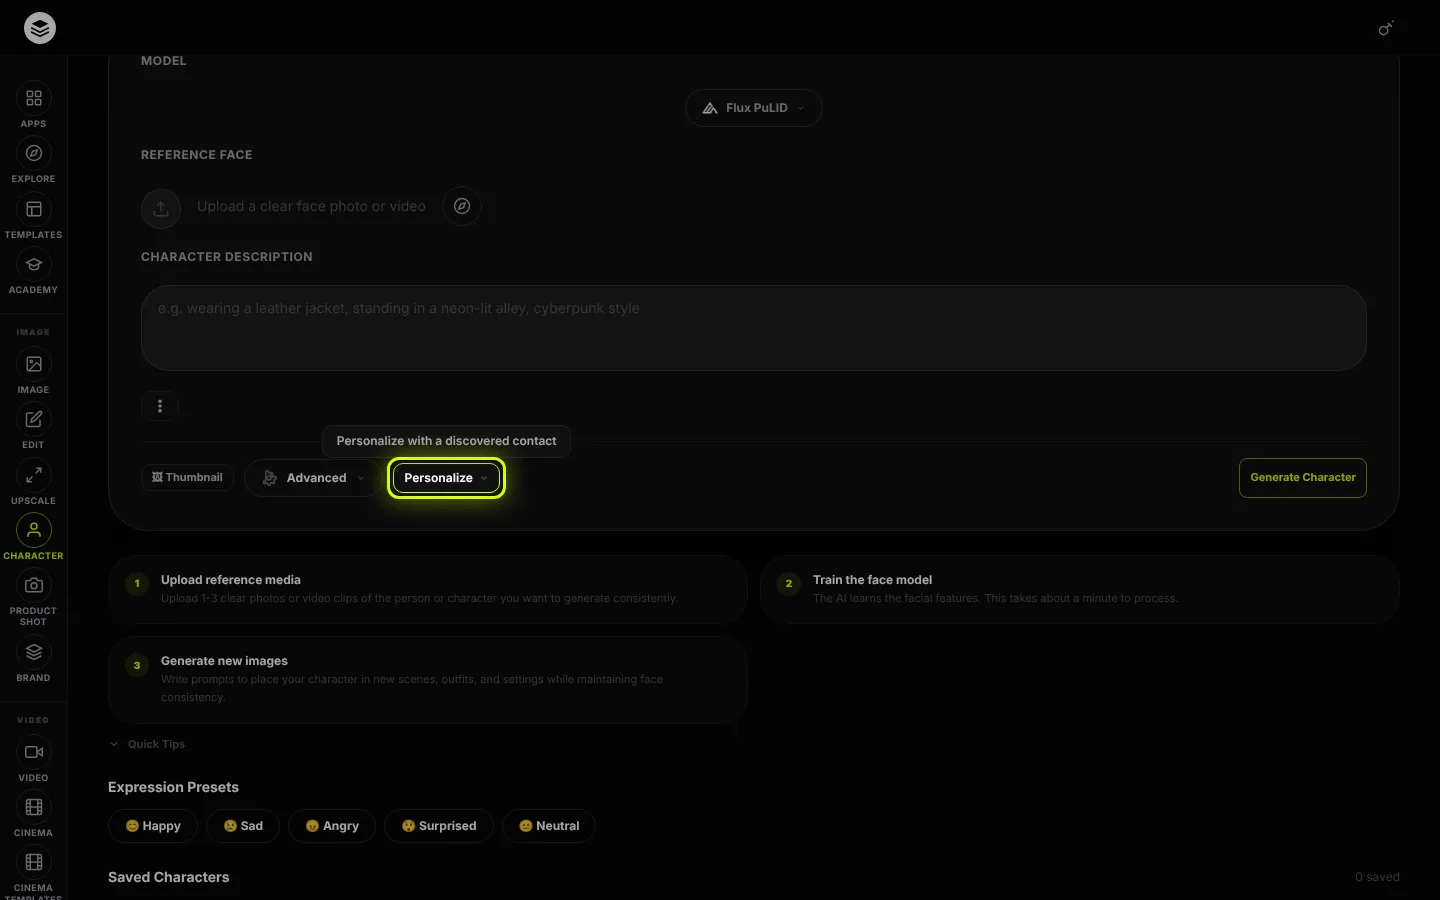 APPS
EXPLORE
TEMPLATES
ACADEMY
IMAGE
IMAGE
EDIT
UPSCALE
CHARACTER
PRODUCT
SHOT
BRAND
VIDEO
VIDEO
CINEMA
CINEMA
TEMPLATES
MODEL
Flux PuLID
REFERENCE FACE
Upload a clear face photo or video
CHARACTER DESCRIPTION
e.g. wearing a leather jacket, standing in a neon-lit alley, cyberpunk style
Personalize with a discovered contact
Thumbnail
Advanced
Personalize
Generate Character
1
Upload reference media
Upload 1-3 clear photos or video clips of the person or character you want to generate consistently.
2
Train the face model
The AI learns the facial features. This takes about a minute to process.
3
Generate new images
Write prompts to place your character in new scenes, outfits, and settings while maintaining face
consistency.
Quick Tips
Expression Presets
Happy
Sad
Angry
Surprised
Neutral
Saved Characters
0 saved